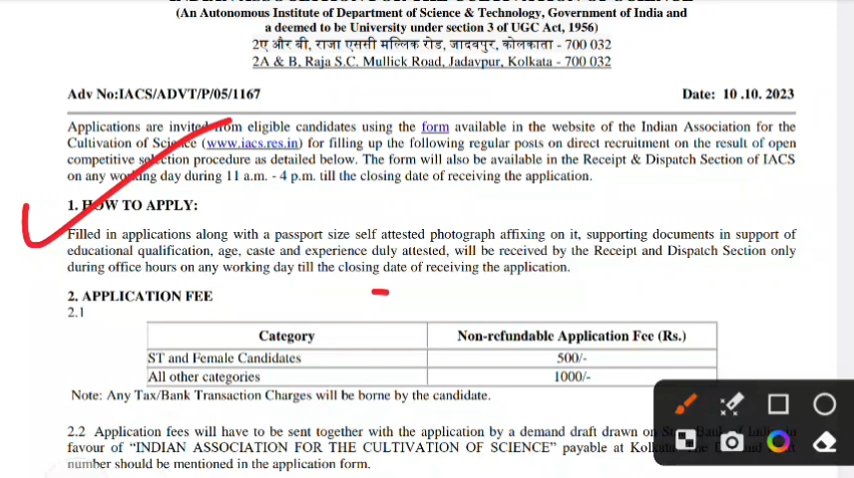 (An Autonomous Institute of Department of Science & Technology, Government of India and
a deemed to be University under section 3 of UGC Act, 1956)
2ए और बी, राजा एससी मल्लिक रोड, जादवपुर, कोलकाता - 700 032
2A & B, Raja S.C. Mullick Road, Jadavpur, Kolkata - 700 032
Adv No:IACS/ADVT/P/05/1167 Date: 10 .10. 2023
Applications are invited from eligible candidates using the form available in the website of the Indian Association for the
Cultivation of Science (www.iacs.res.in) for filling up the following regular posts on direct recruitment on the result of open
competitive selection procedure as detailed below. The form will also be available in the Receipt & Dispatch Section of IACS
on any working day during 11 a.m. - 4 p.m. till the closing date of receiving the application.
1. HOW TO APPLY:
Filled in applications along with a passport size self attested photograph affixing on it, supporting documents in support of
educational qualification, age, caste and experience duly attested, will be received by the Receipt and Dispatch Section only
during office hours on any working day till the closing date of receiving the application.
2. APPLICATION FEE
2.1
Category Non-refundable Application Fee (Rs.)
ST and Female Candidates 500/-
All other categories 1000/-
Note: Any Tax/Bank Transaction Charges will be borne by the candidate.
2.2 Application fees will have to be sent together with the application by a demand draft drawn on
favour of “INDIAN ASSOCIATION FOR THE CULTIVATION OF SCIENCE” payable at
number should be mentioned in the application form.